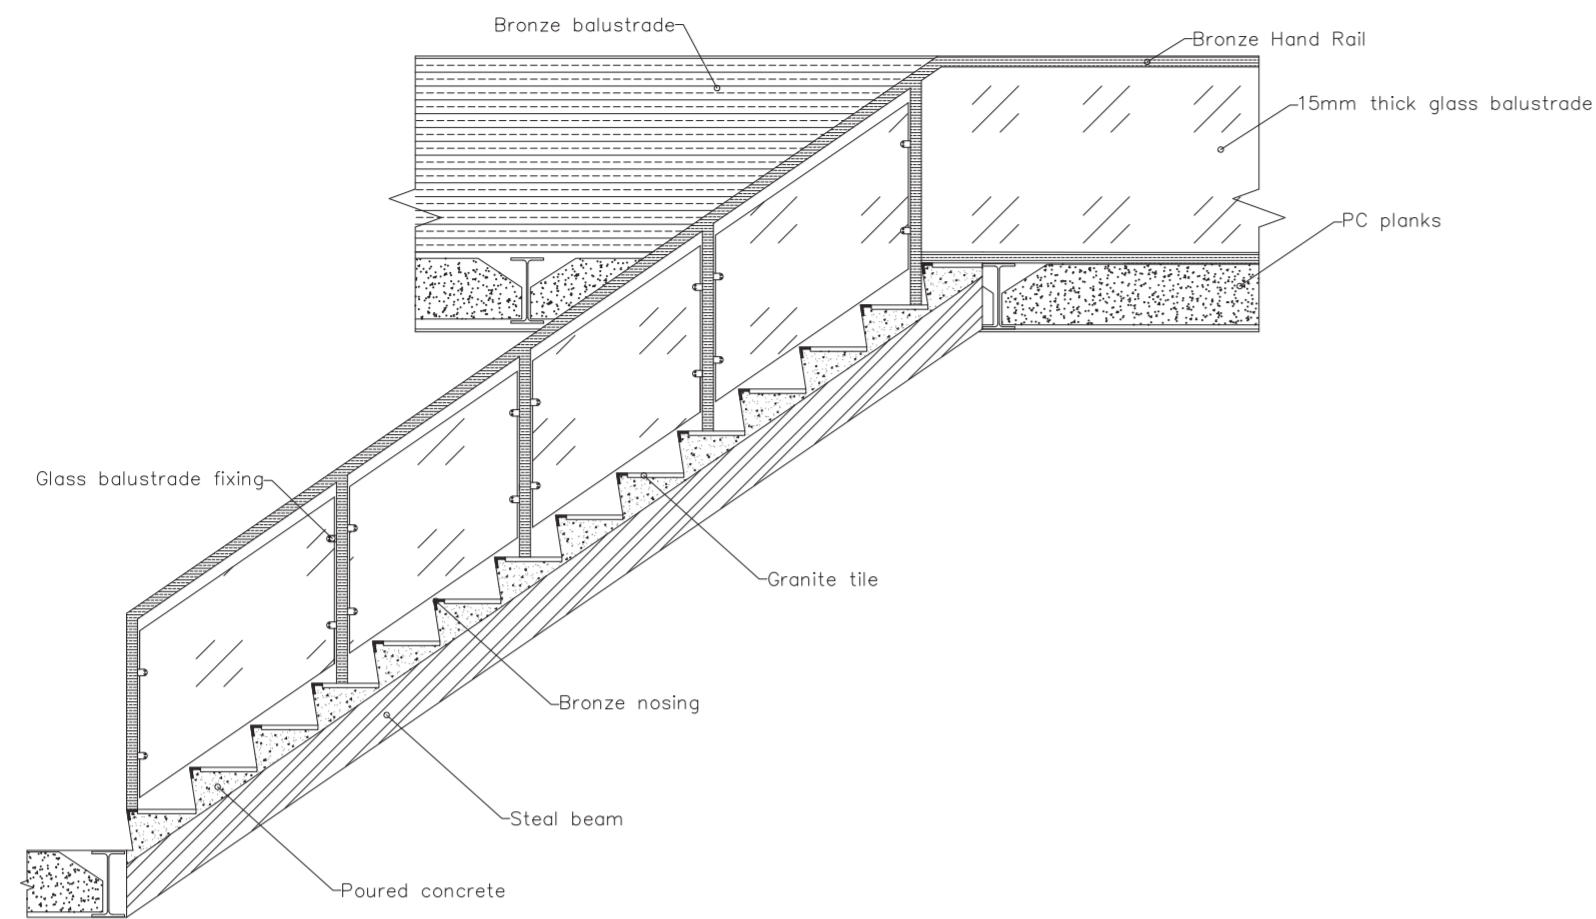 Bronze balustrade
Bronze Hand Rail
15mm thick glass balustrade
PC planks
Glass balustrade fixing
Granite tile
Bronze nosing
Steal beam
Poured concrete